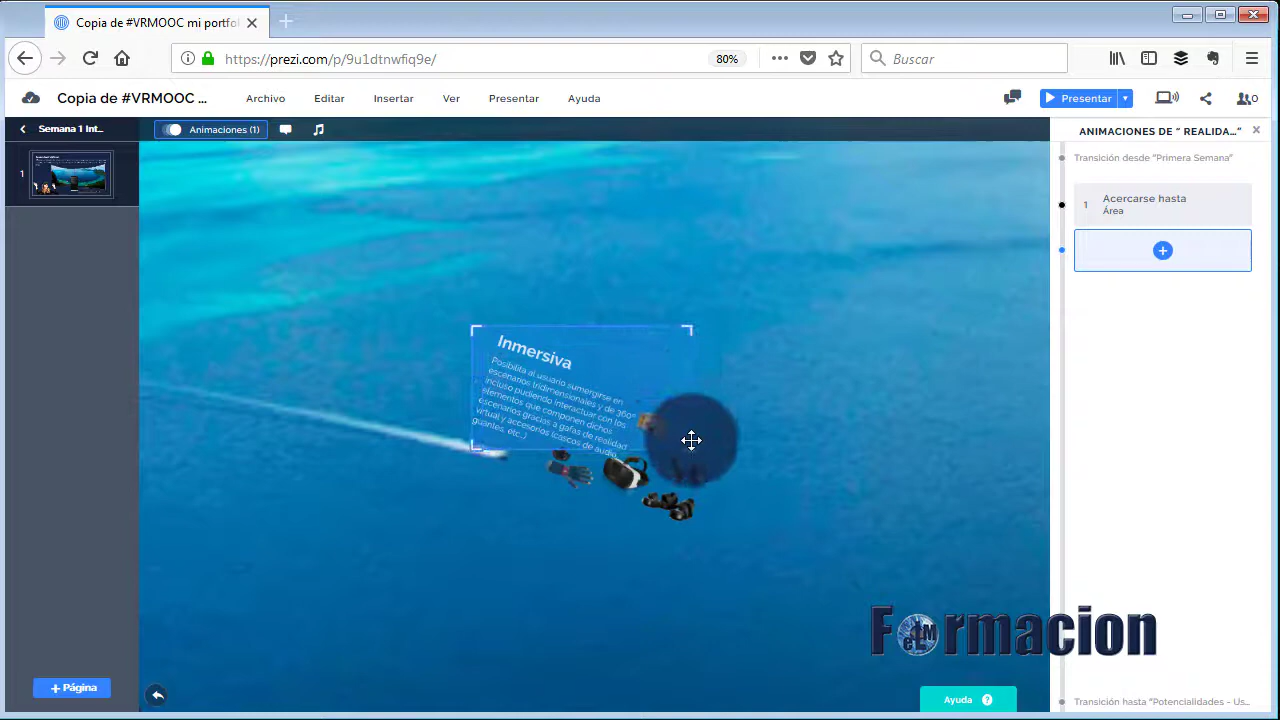 Copia de #VRMOOC mi portfo
https://prezi.com/p/9u1dtnwfiq9e/
80%
Buscar
Copia de #VRMOOC ...
Archivo
Editar
Inserto
Ver
Presentar
Ayuda
Presentar
0
Semana 1 Int...
Animaciones (1)
ANIMACIONES DE " REALIDA..."
1
Transición desde "Primera Semana"
1
Acercarse hasta
Área
Inmersiva
Posibilita al usuario sumergirse en
escenarios tridimensionales y de 360º
incluso pudiendo interactuar con los
elementos que componen dichos
escenarios gracias a gafas de realidad
virtual y accesorios (cascos de audio,
guantes, etc.,)
Formacion
eLM
+ Página
Ayuda ?
Transición hasta "Potencialidades - Us...